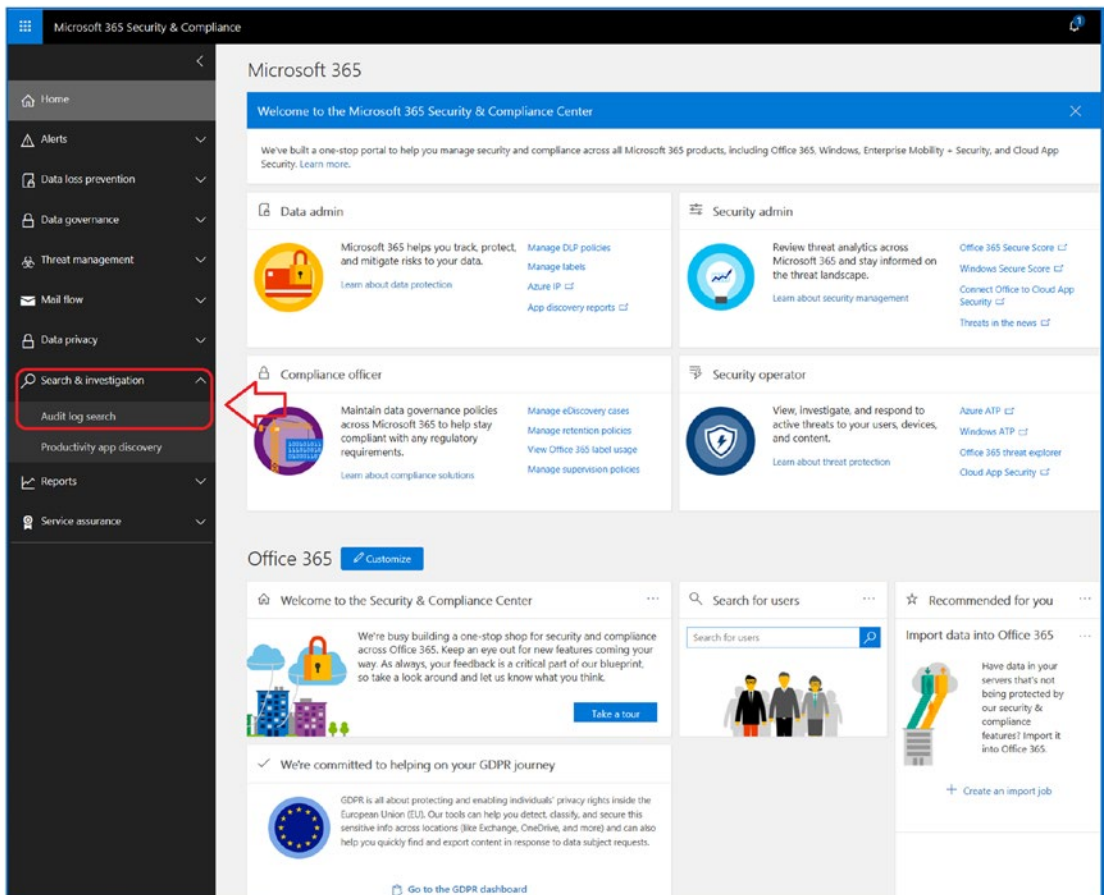 Microsoft 365 Security & Compliance
1
Home
Alerts
Data loss prevention
Data governance
Threat management
Mail flow
Data privacy
Search & investigation
Audit log search
Productivity app discovery
Reports
Service assurance
Microsoft 365
Welcome to the Microsoft 365 Security & Compliance Center
We've built a one-stop portal to help you manage security and compliance across all Microsoft 365 products, including Office 365, Windows, Enterprise Mobility + Security, and Cloud App
Security. Learn more.
Data admin
Microsoft 365 helps you track, protect,
and mitigate risks to your data.
Learn about data protection
Manage DLP policies
Manage labels
Azure IP
App discovery reports
Security admin
Review threat analytics across
Microsoft 365 and stay informed on
the threat landscape.
Learn about security management
Office 365 Secure Score
Windows Secure Score
Connect Office to Cloud App
Security
Threats in the news
Compliance officer
Maintain data governance policies
across Microsoft 365 to help stay
compliant with any regulatory
requirements.
Learn about compliance solutions
Manage eDiscovery cases
Manage retention policies
View Office 365 label usage
Manage supervision policies
Security operator
View, investigate, and respond to
active threats to your users, devices,
and content.
Learn about threat protection
Azure ATP
Windows ATP
Office 365 threat explorer
Cloud App Security
Office 365
Customize
Welcome to the Security & Compliance Center
We're busy building a one-stop shop for security and compliance
across Office 365. Keep an eye out for new features coming your
way. As always, your feedback is a critical part of our blueprint,
so take a look around and let us know what you think.
Take a tour
Search for users
Search for users
Recommended for you
Import data into Office 365
Have data in your
servers that's not
being protected by
our security &
compliance
features? Import it
into Office 365.
Create an import job
We're committed to helping on your GDPR journey
GDPR is all about protecting and enabling individuals' privacy rights inside the
European Union (EU). Our tools can help you detect, classify, and secure this
sensitive info across locations (like Exchange, OneDrive, and more) and can also
help you quickly find and export content in response to data subject requests.
Go to the GDPR dashboard